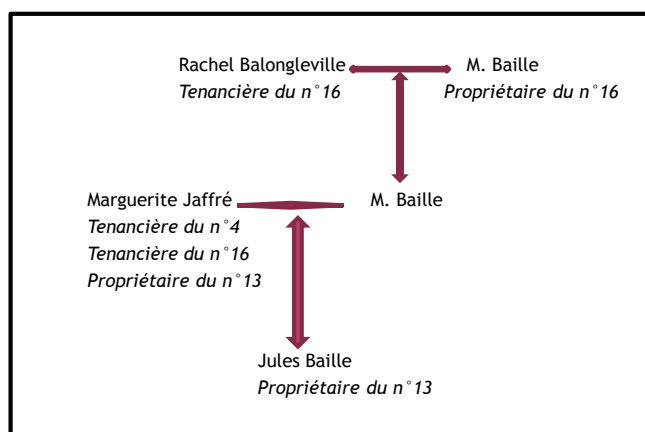 Rachel Balongleville
M. Baille
Tenancière du n°16
Propriétaire du n°16
Marguerite Jaffré
M. Baille
Tenancière du n°4
Tenancière du n°16
Propriétaire du n°13
Jules Baille
Propriétaire du n°13